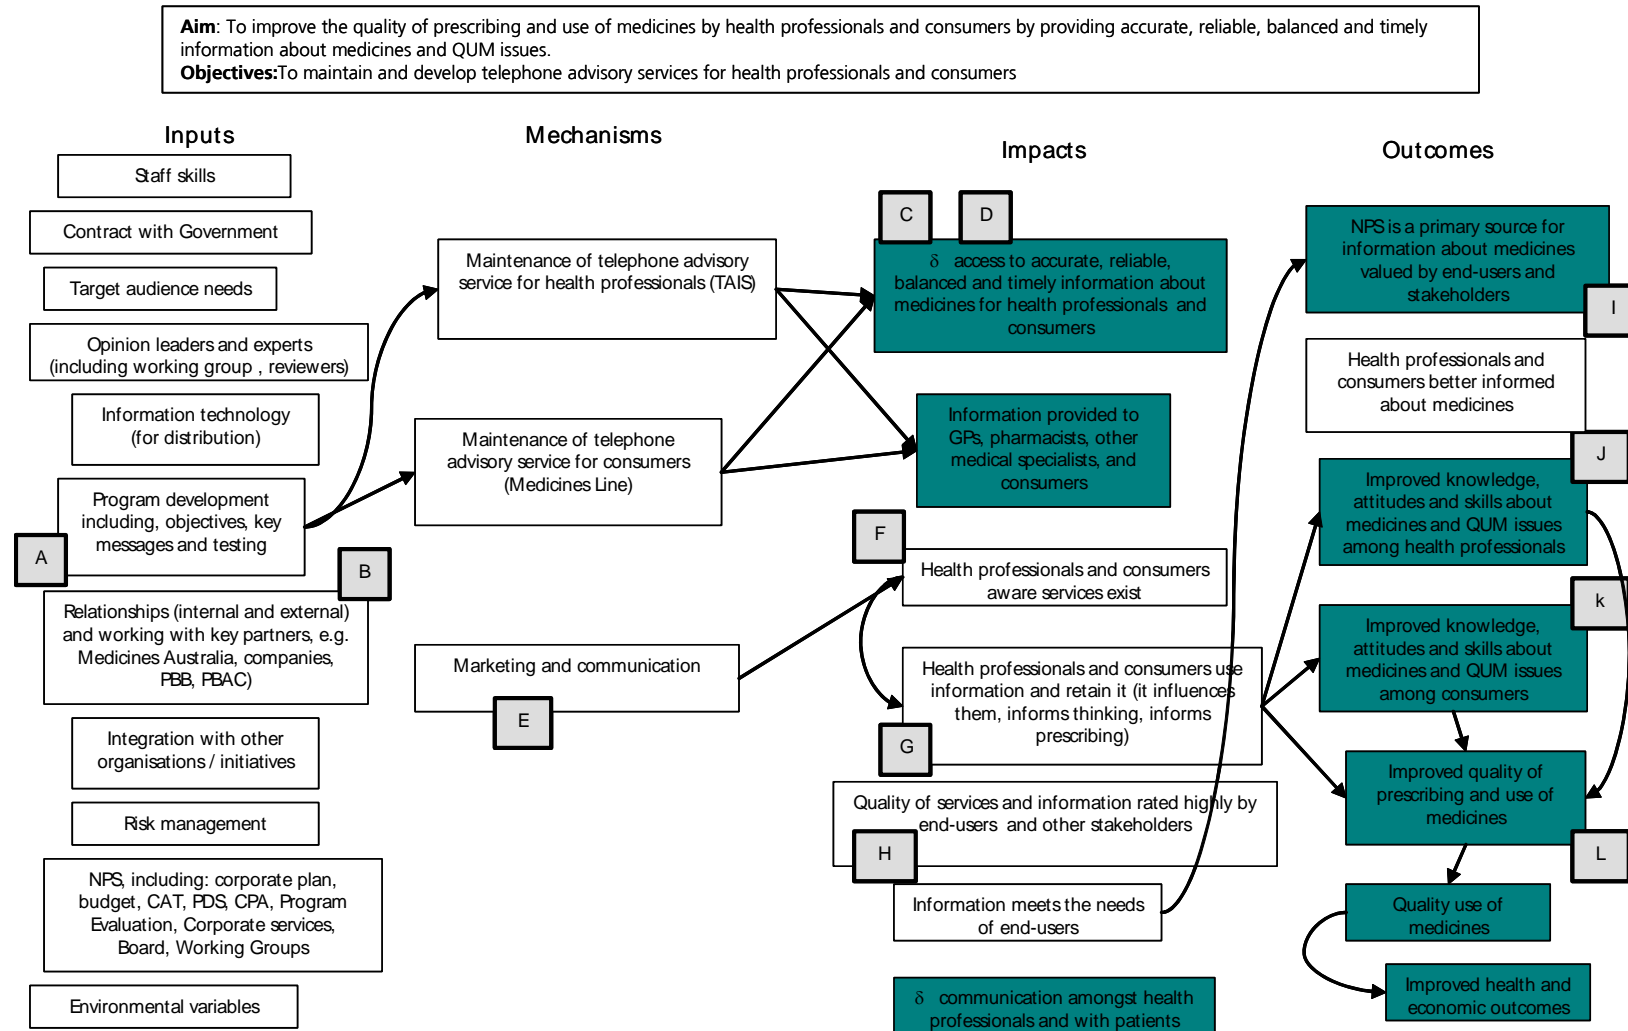 Aim: To improve the quality of prescribing and use of medicines by health professionals and consumers by providing accurate, reliable, balanced and timely
information about medicines and QUM issues.
Objectives:To maintain and develop telephone advisory services for health professionals and consumers
Inputs
Staff skills
Contract with Government
Target audience needs
Opinion leaders and experts
(including working group , reviewers)
Information technology
(for distribution)
Program development
including, objectives, key
messages and testing
A
B
Relationships (internal and external)
and working with key partners, e.g.
Medicines Australia, companies,
PBB, PBAC)
Integration with other
organisations / initiatives
Risk management
NPS, including: corporate plan,
budget, CAT, PDS, CPA, Program
Evaluation, Corporate services,
Board, Working Groups
Environmental variables
Mechanisms
Maintenance of telephone advisory
service for health professionals (TAIS)
Maintenance of telephone
advisory service for consumers
(Medicines Line)
Marketing and communication
E
Impacts
C
D
δ access to accurate, reliable,
balanced and timely information about
medicines for health professionals and
consumers
Information provided to
GPs, pharmacists, other
medical specialists, and
consumers
F
Health professionals and consumers
aware services exist
Health professionals and consumers use
information and retain it (it influences
them, informs thinking, informs
prescribing)
G
Quality of services and information rated highly by
end-users and other stakeholders
H
Information meets the needs
of end-users
δ communication amongst health
professionals and with patients
Outcomes
NPS is a primary source for
information about medicines
valued by end-users and
stakeholders
I
Health professionals and
consumers better informed
about medicines
J
Improved knowledge,
attitudes and skills about
medicines and QUM issues
among health professionals
k
Improved knowledge,
attitudes and skills about
medicines and QUM issues
among consumers
Improved quality of
prescribing and use of
medicines
L
Quality use of
medicines
Improved health and
economic outcomes